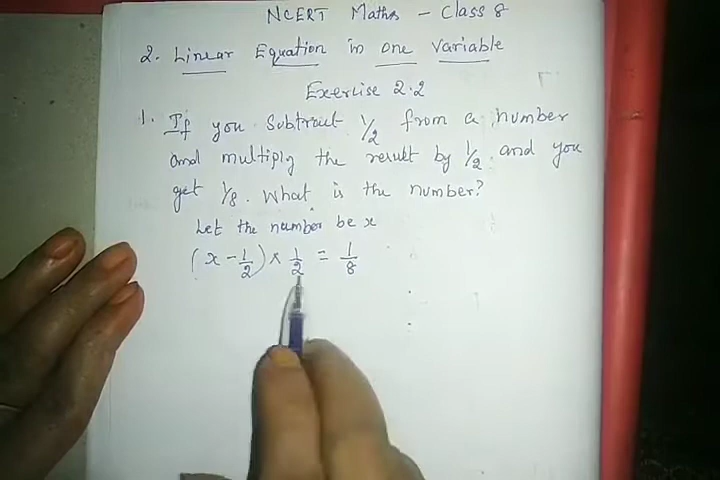 NCERT Maths - Class 8
2. Linear Equation in one variable
Exercise 2.2
1. If you Subtract 1/2 from a number
and multiply the result by 1/2 and you
get 1/8. What is the number?
Let the number be x
(x - 1/2) × 1/2 = 1/8